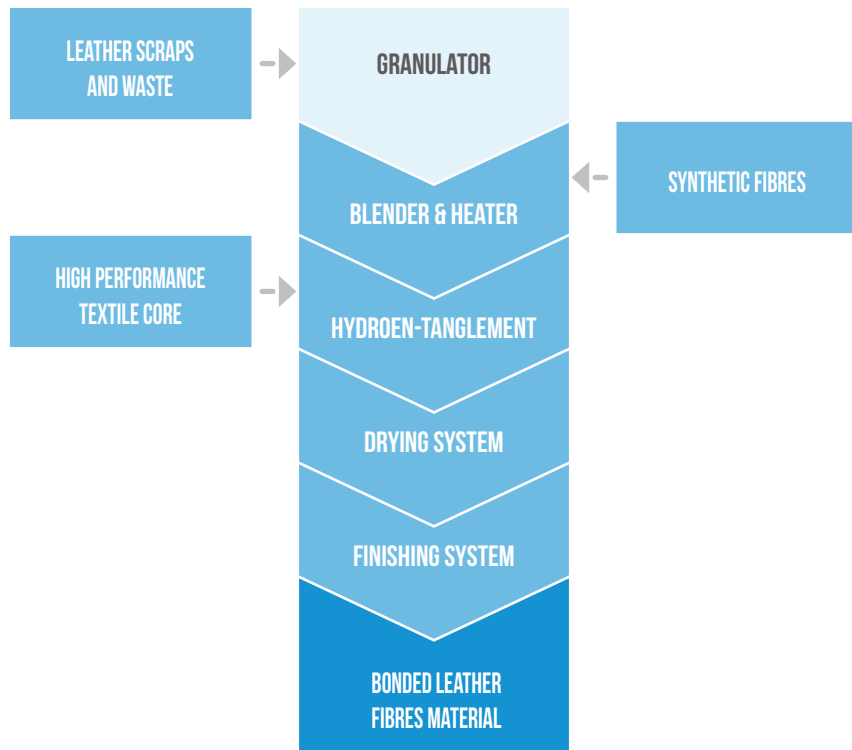 LEATHER SCRAPS
AND WASTE
GRANULATOR
SYNTHETIC FIBRES
BLENDER & HEATER
HIGH PERFORMANCE
TEXTILE CORE
HYDROEN-TANGLEMENT
DRYING SYSTEM
FINISHING SYSTEM
BONDED LEATHER
FIBRES MATERIAL